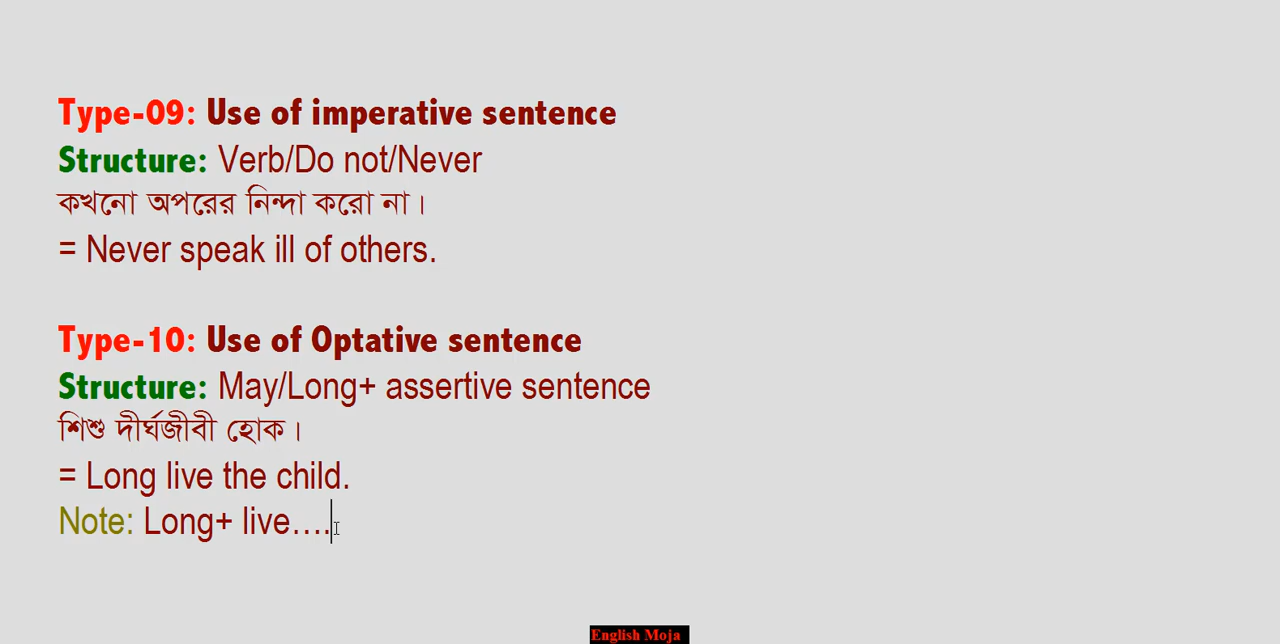 Type-09: Use of imperative sentence
Structure: Verb/Do not/Never
কখনো অপরের নিন্দা করো না।
= Never speak ill of others.
Type-10: Use of Optative sentence
Structure: May/Long+ assertive sentence
শিশু দীর্ঘজীবী হোক।
= Long live the child.
Note: Long+ live….
English Moja